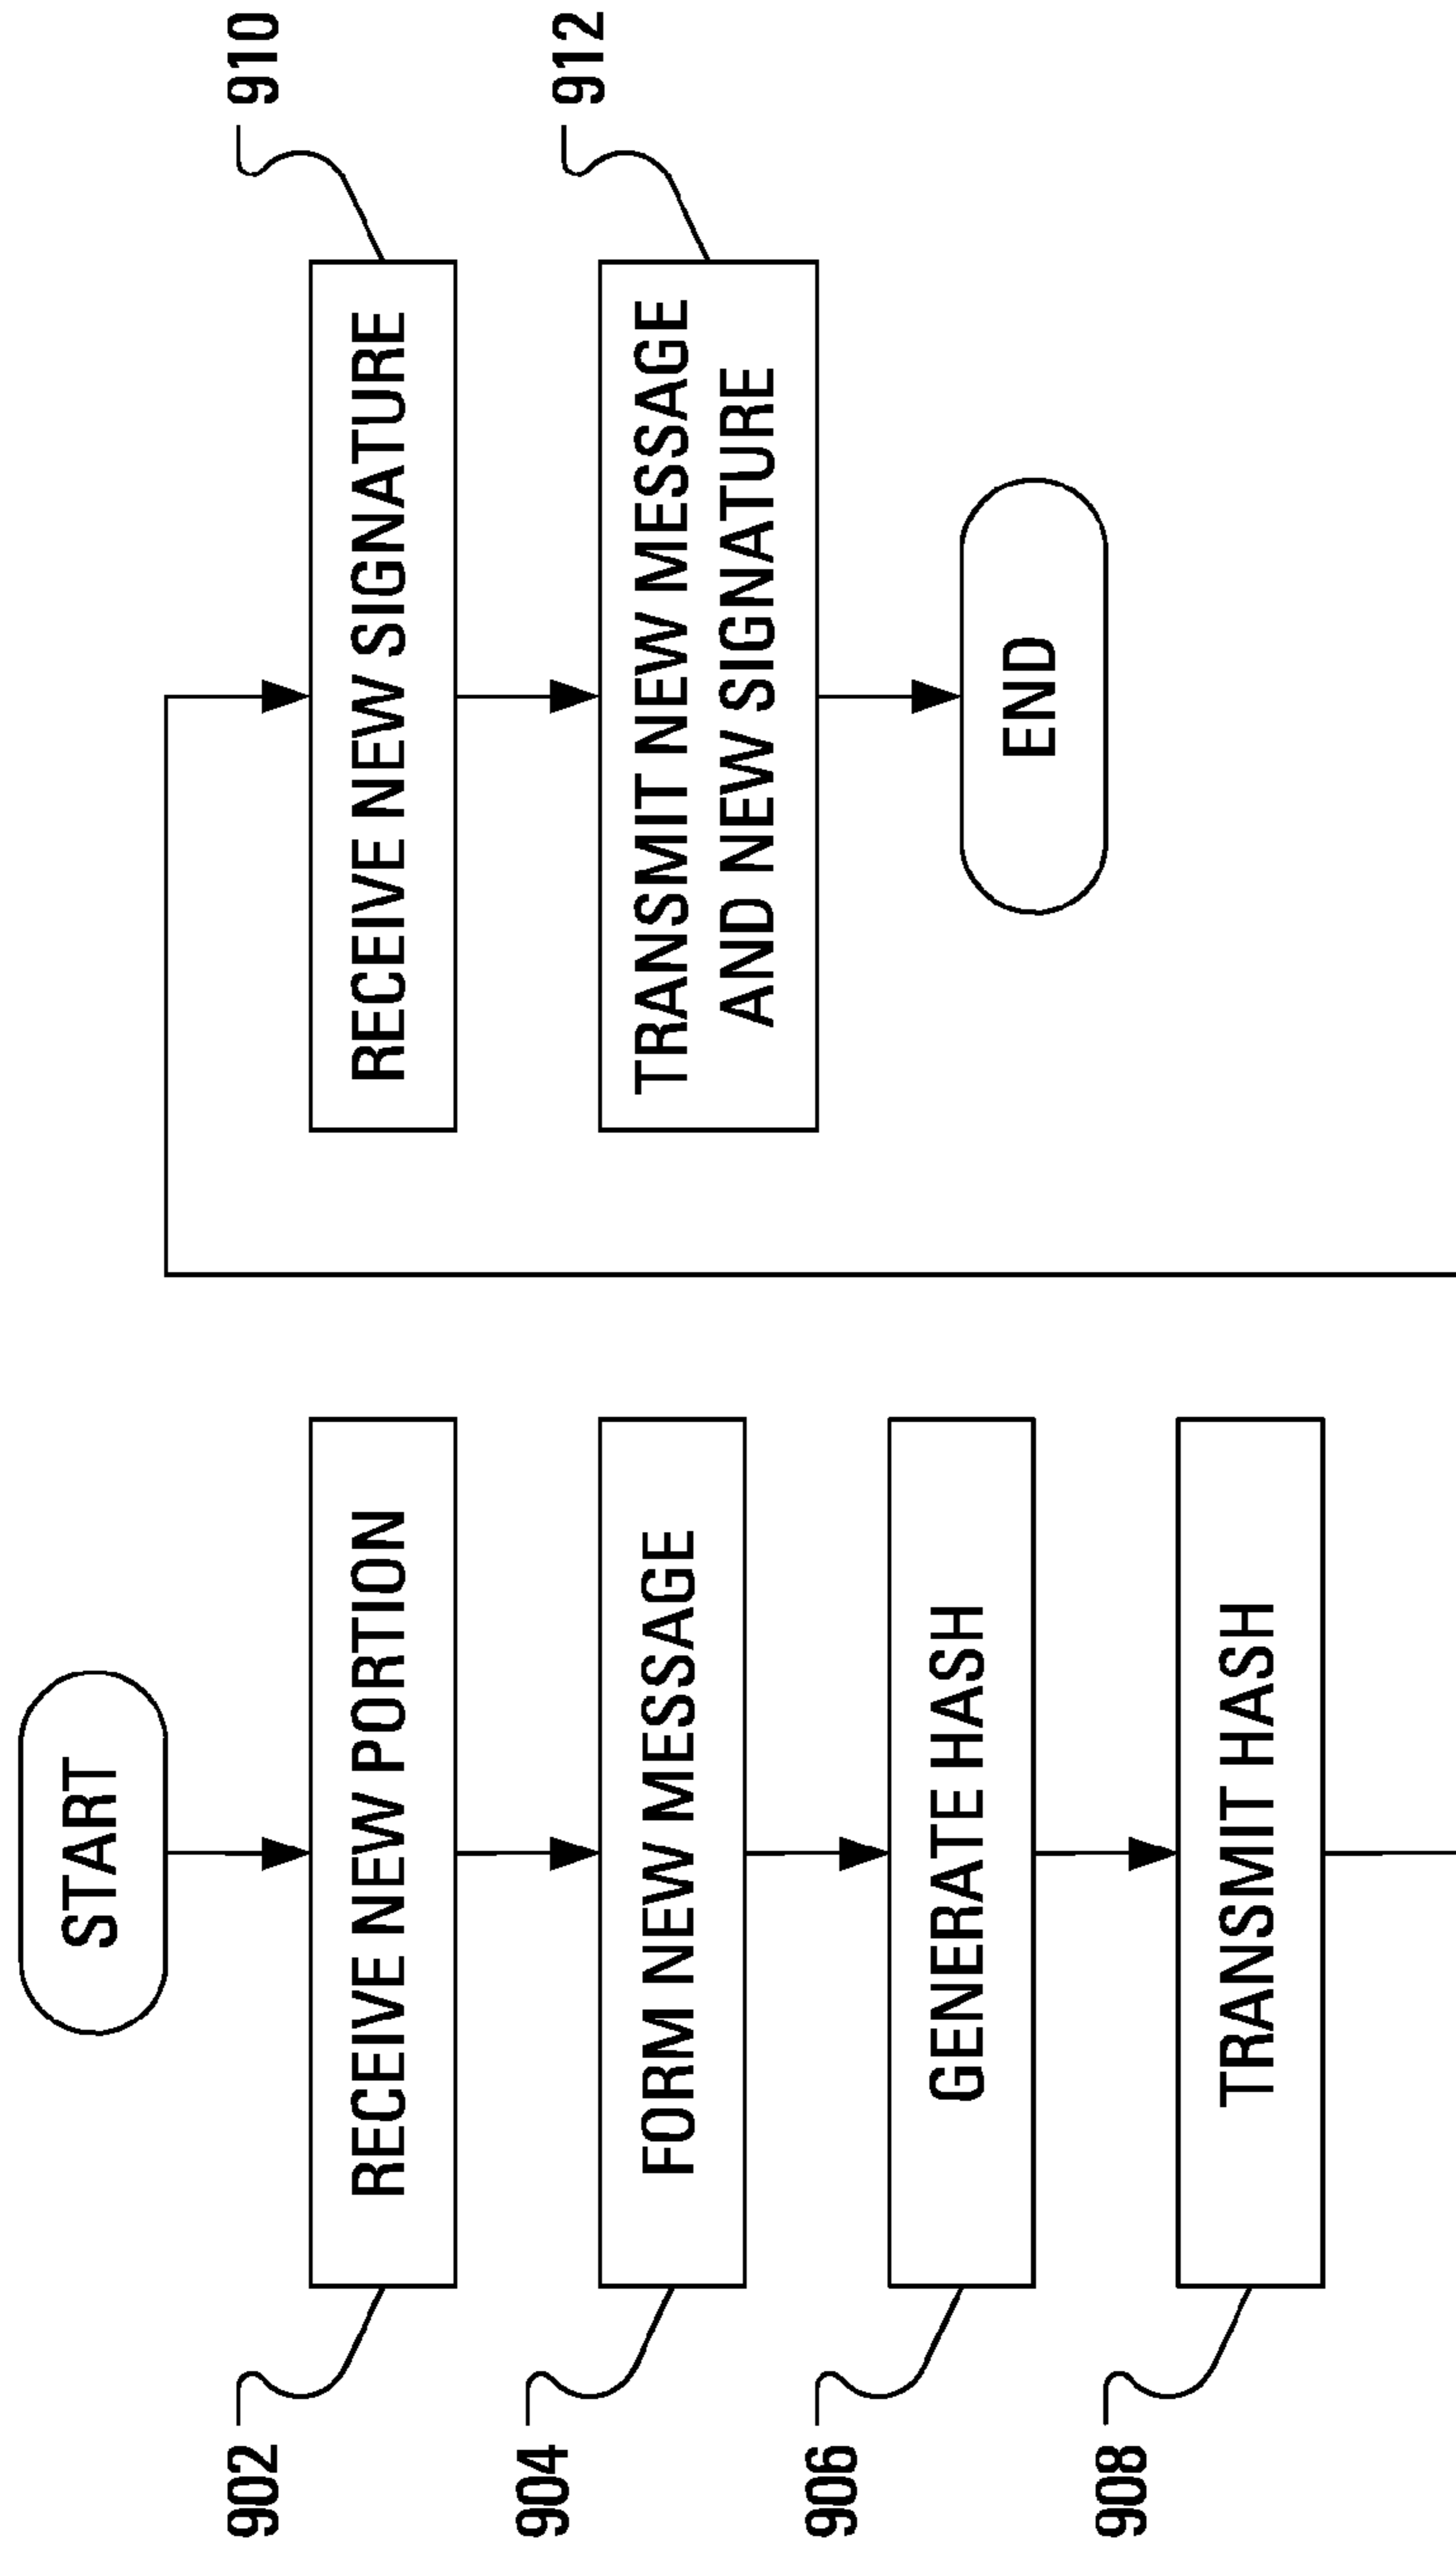 START
902
RECEIVE NEW PORTION
904
FORM NEW MESSAGE
906
GENERATE HASH
908
TRANSMIT HASH
910
RECEIVE NEW SIGNATURE
912
TRANSMIT NEW MESSAGE
AND NEW SIGNATURE
END